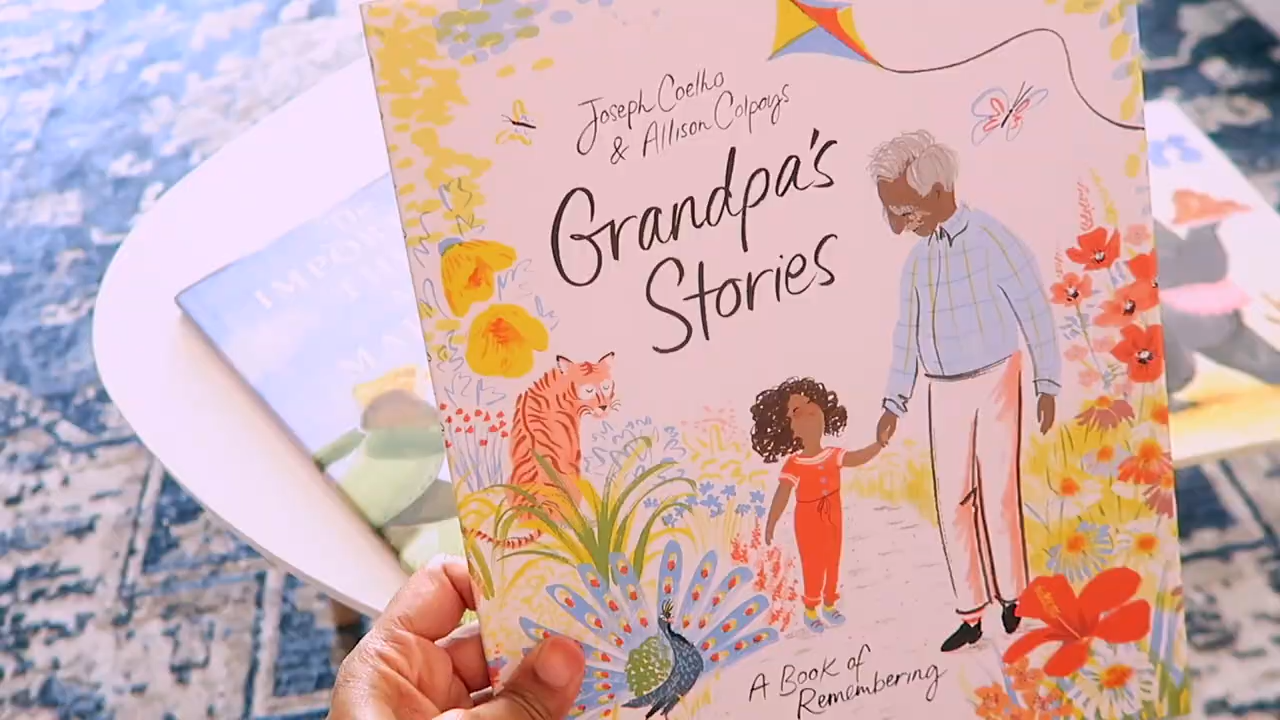 Joseph Coelho
& Allison Colpoys
Grandpa's
Stories
A Book of
Remembering